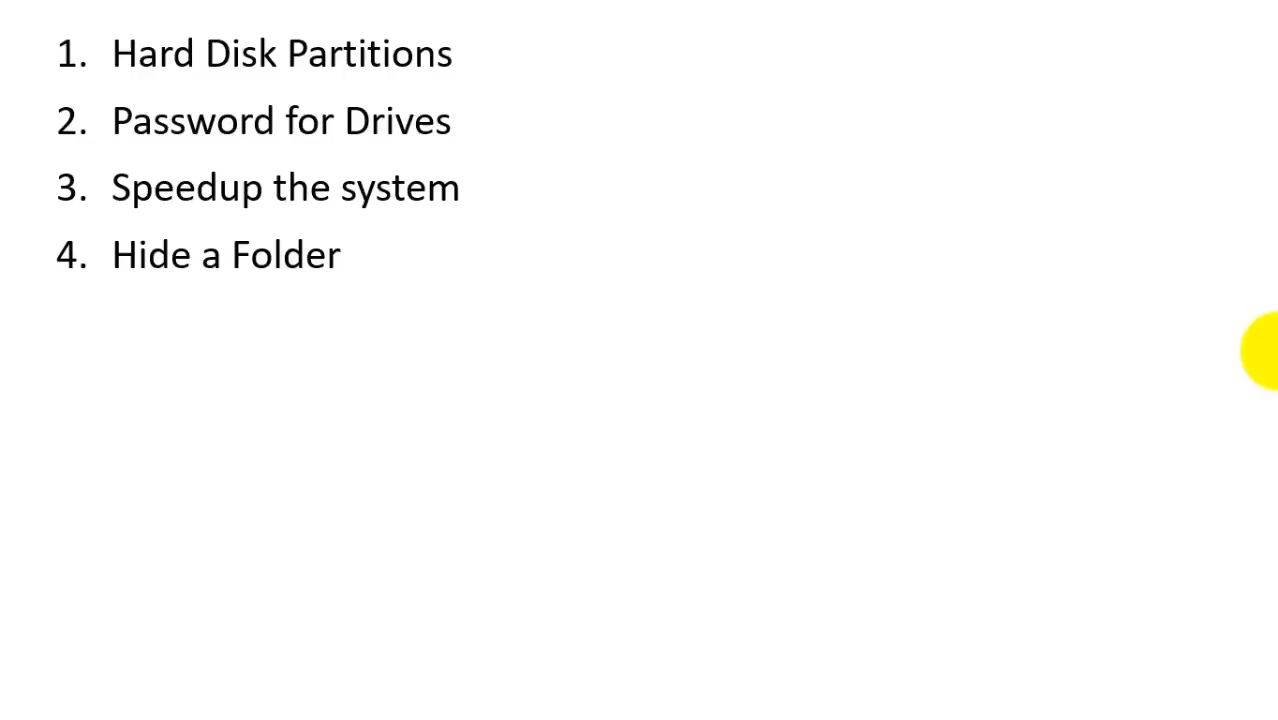 1. Hard Disk Partitions
2. Password for Drives
3. Speedup the system
4. Hide a Folder